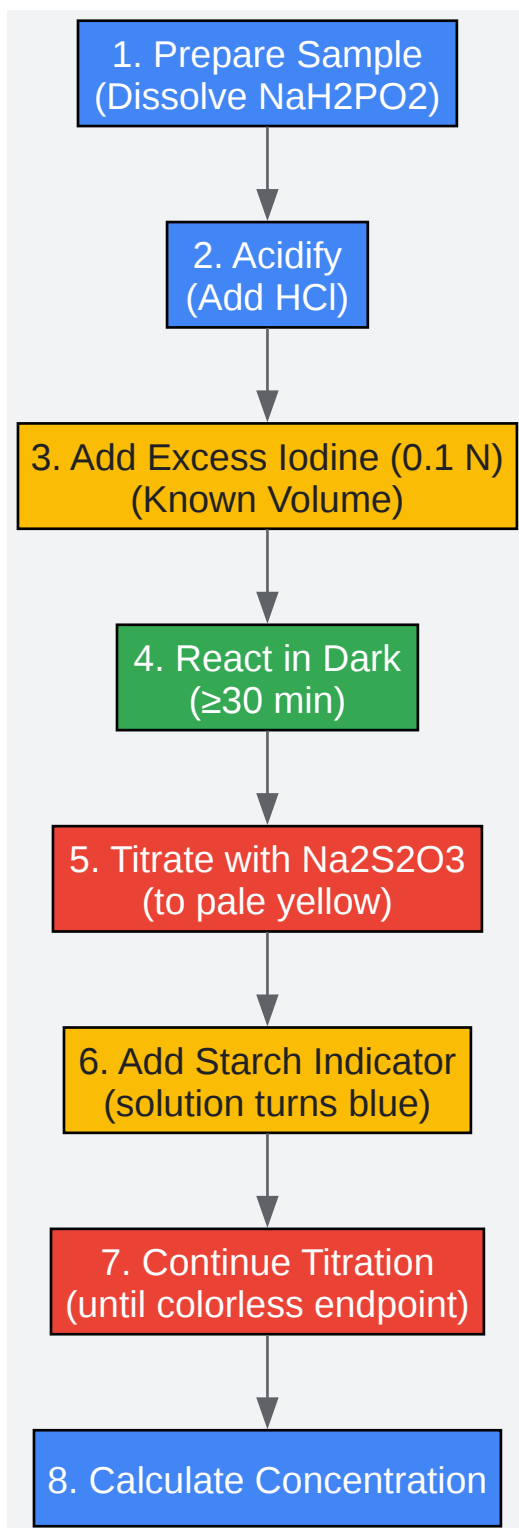 1. Prepare Sample
(Dissolve NaH2PO2)
2. Acidify
(Add HCl)
3. Add Excess Iodine (0.1 N)
(Known Volume)
4. React in Dark
(≥30 min)
5. Titrate with Na2S2O3
(to pale yellow)
6. Add Starch Indicator
(solution turns blue)
7. Continue Titration
(until colorless endpoint)
8. Calculate Concentration